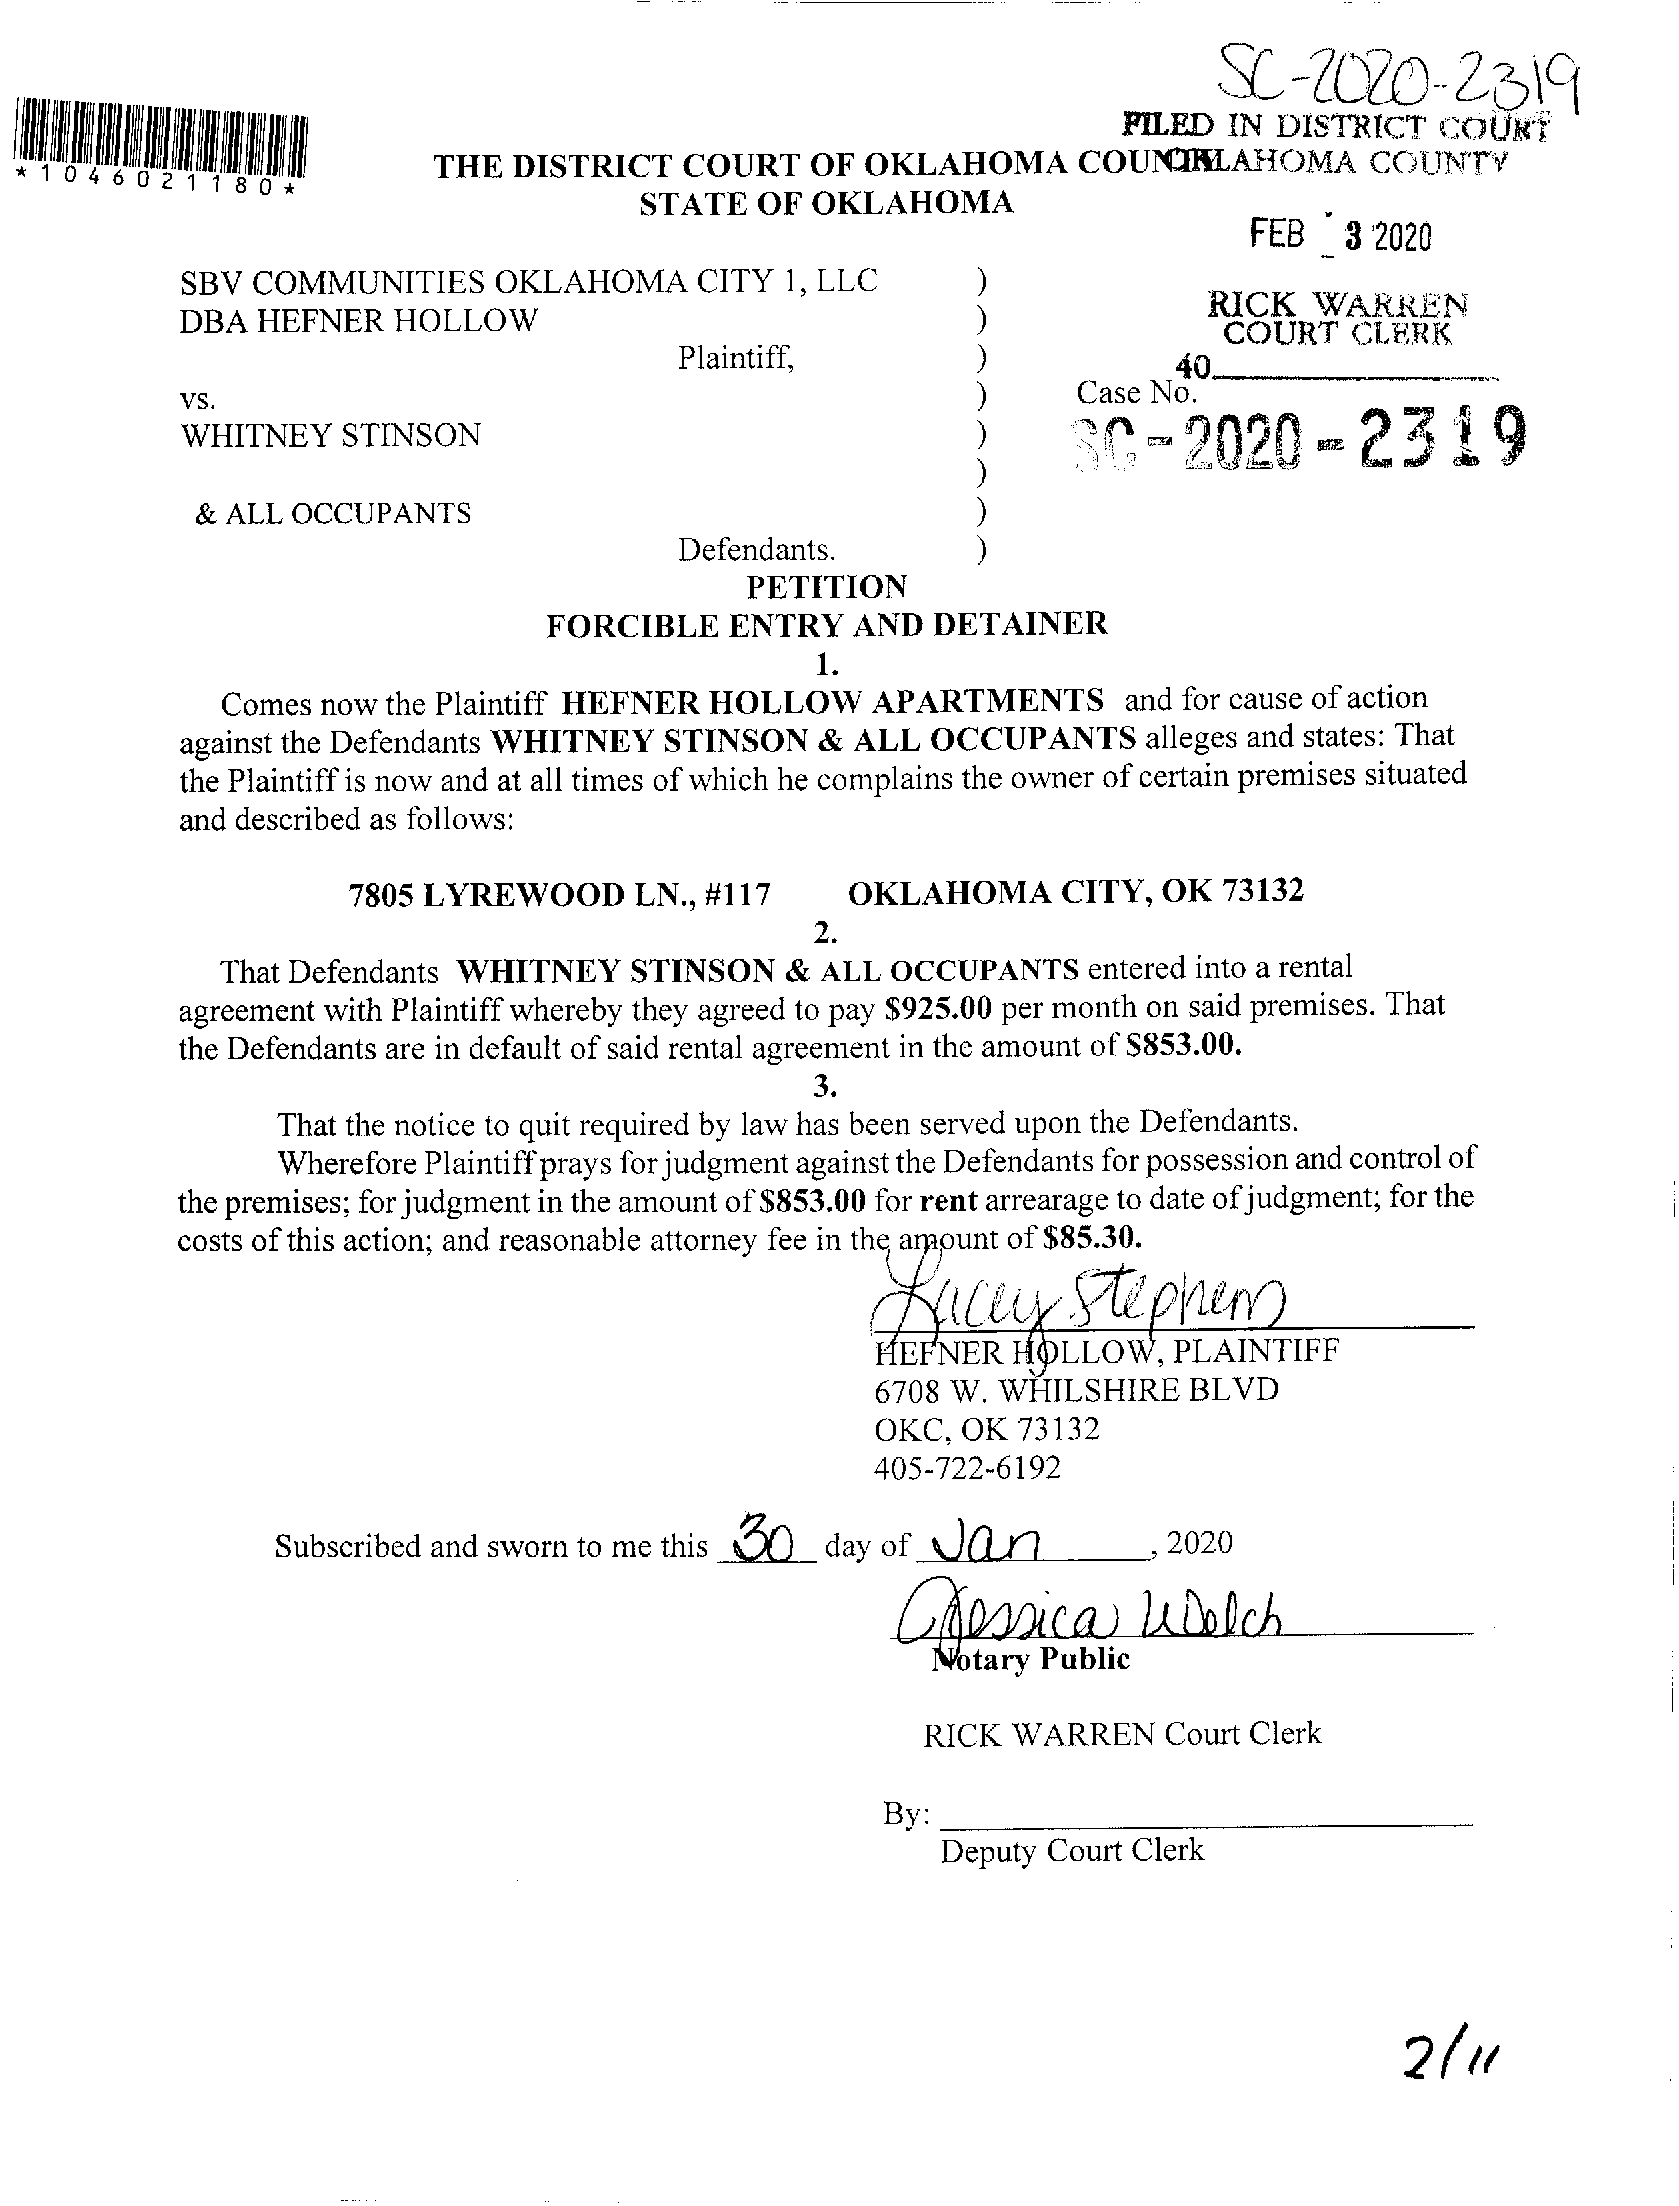 SC-2020-2319
FILED IN DISTRICT COURT
OKLAHOMA COUNTY
*1046021180*
THE DISTRICT COURT OF OKLAHOMA COUNTY
STATE OF OKLAHOMA
FEB 3 2020
SBV COMMUNITIES OKLAHOMA CITY 1, LLC )
DBA HEFNER HOLLOW )
RICK WARREN
COURT CLERK
Plaintiff, )
40
vs. ) Case No.
WHITNEY STINSON ) SC-2020-2319
)
& ALL OCCUPANTS )
Defendants. )
PETITION
FORCIBLE ENTRY AND DETAINER
1.
Comes now the Plaintiff HEFNER HOLLOW APARTMENTS and for cause of action
against the Defendants WHITNEY STINSON & ALL OCCUPANTS alleges and states: That
the Plaintiff is now and at all times of which he complains the owner of certain premises situated
and described as follows:
7805 LYREWOOD LN., #117 OKLAHOMA CITY, OK 73132
2.
That Defendants WHITNEY STINSON & ALL OCCUPANTS entered into a rental
agreement with Plaintiff whereby they agreed to pay $925.00 per month on said premises. That
the Defendants are in default of said rental agreement in the amount of $853.00.
3.
That the notice to quit required by law has been served upon the Defendants.
Wherefore Plaintiff prays for judgment against the Defendants for possession and control of
the premises; for judgment in the amount of $853.00 for rent arrearage to date of judgment; for the
costs of this action; and reasonable attorney fee in the amount of $85.30.
Lacey Stephens
HEFNER HOLLOW, PLAINTIFF
6708 W. WHILSHIRE BLVD
OKC, OK 73132
405-722-6192
Subscribed and sworn to me this 30 day of Jan, 2020
Jessica Welch
Notary Public
RICK WARREN Court Clerk
By:
Deputy Court Clerk
2/11